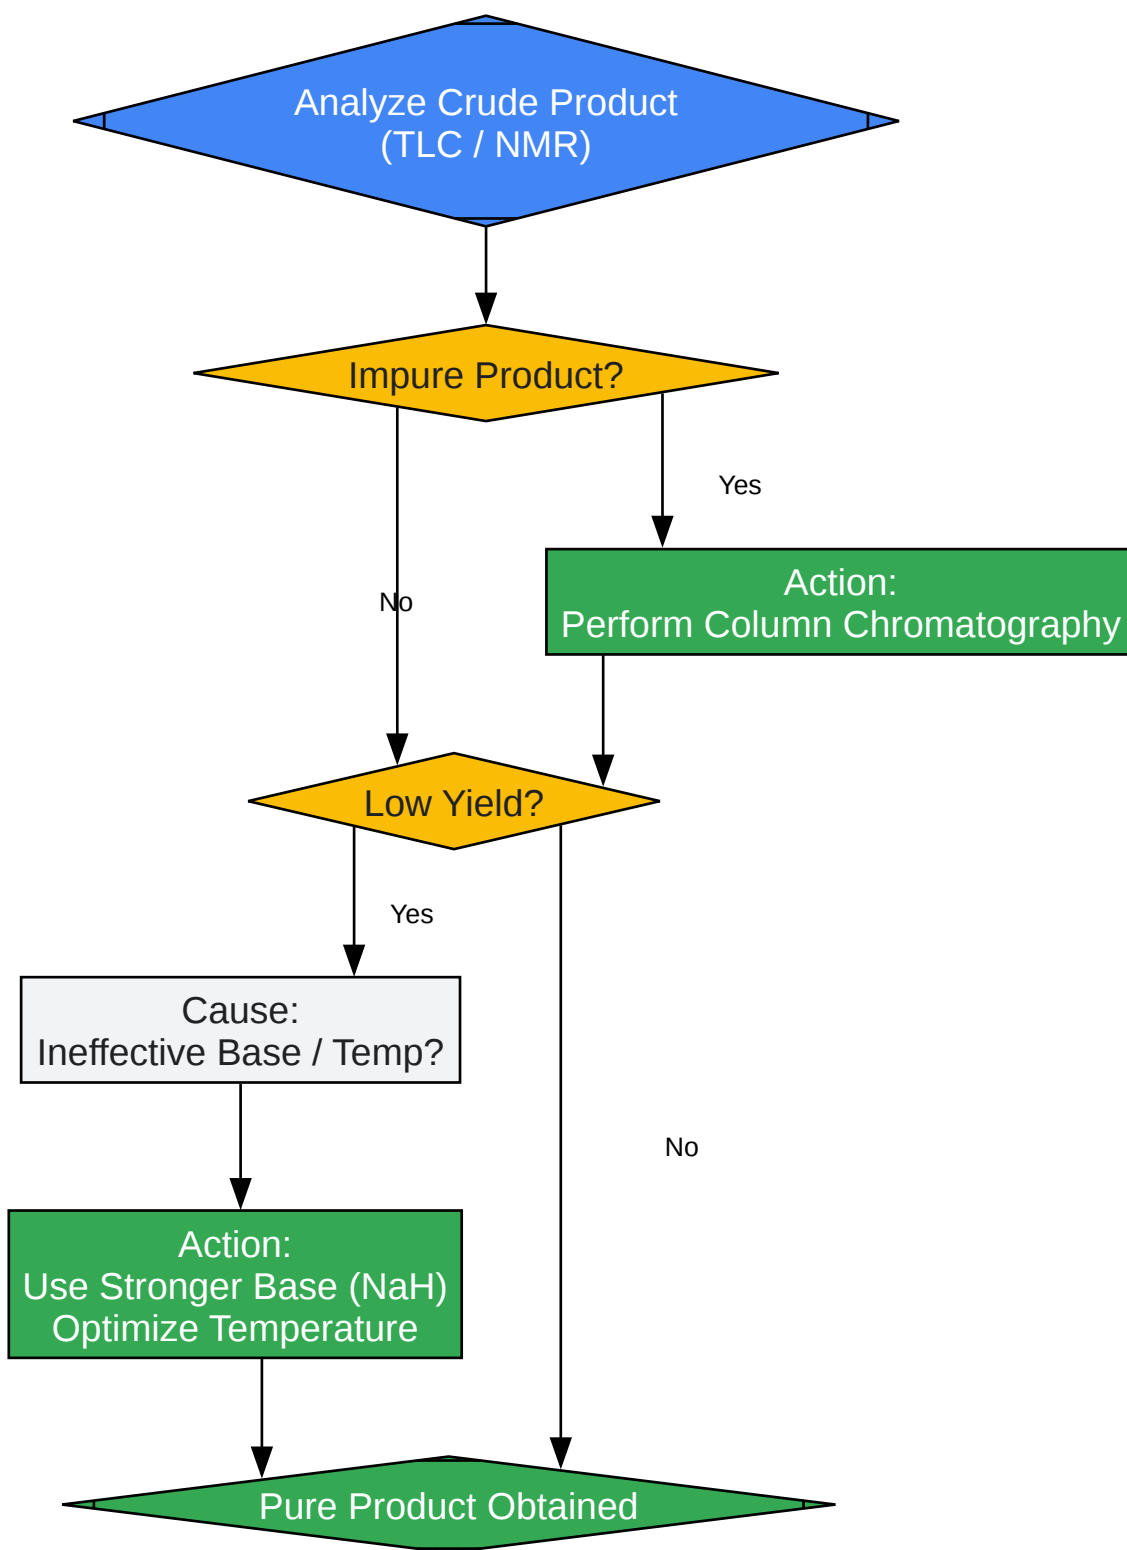 Analyze Crude Product
(TLC / NMR)
Impure Product?
Yes
Action:
Perform Column Chromatography
No
Low Yield?
Yes
Cause:
Ineffective Base / Temp?
No
Action:
Use Stronger Base (NaH)
Optimize Temperature
Pure Product Obtained